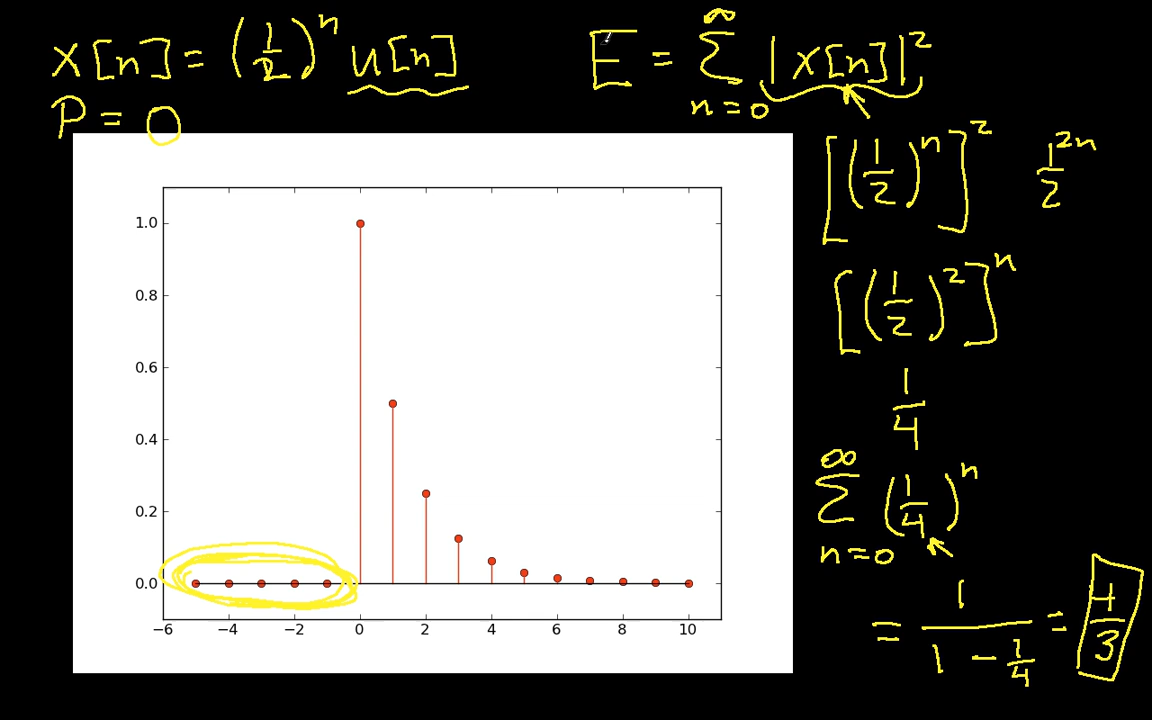 x[n] = (1/2)^n u[n]
P = 0
E = ∑_{n=0}^{∞} |x[n]|^2
[(1/2)^n]^2 1^{2n}/2
[(1/2)^2]^n
1/4
∑_{n=0}^{∞} (1/4)^n
= 1/(1 - 1/4) = 4/3
1.0
0.8
0.6
0.4
0.2
0.0
−6 −4 −2 0 2 4 6 8 10